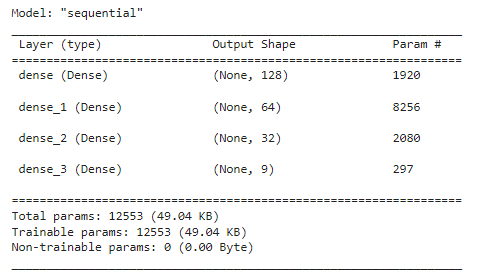 Model: "sequential"
_________________________________________________________________
Layer (type) Output Shape Param #
=================================================================
dense (Dense) (None, 128) 1920
dense_1 (Dense) (None, 64) 8256
dense_2 (Dense) (None, 32) 2080
dense_3 (Dense) (None, 9) 297
=================================================================
Total params: 12553 (49.04 KB)
Trainable params: 12553 (49.04 KB)
Non-trainable params: 0 (0.00 Byte)
_________________________________________________________________